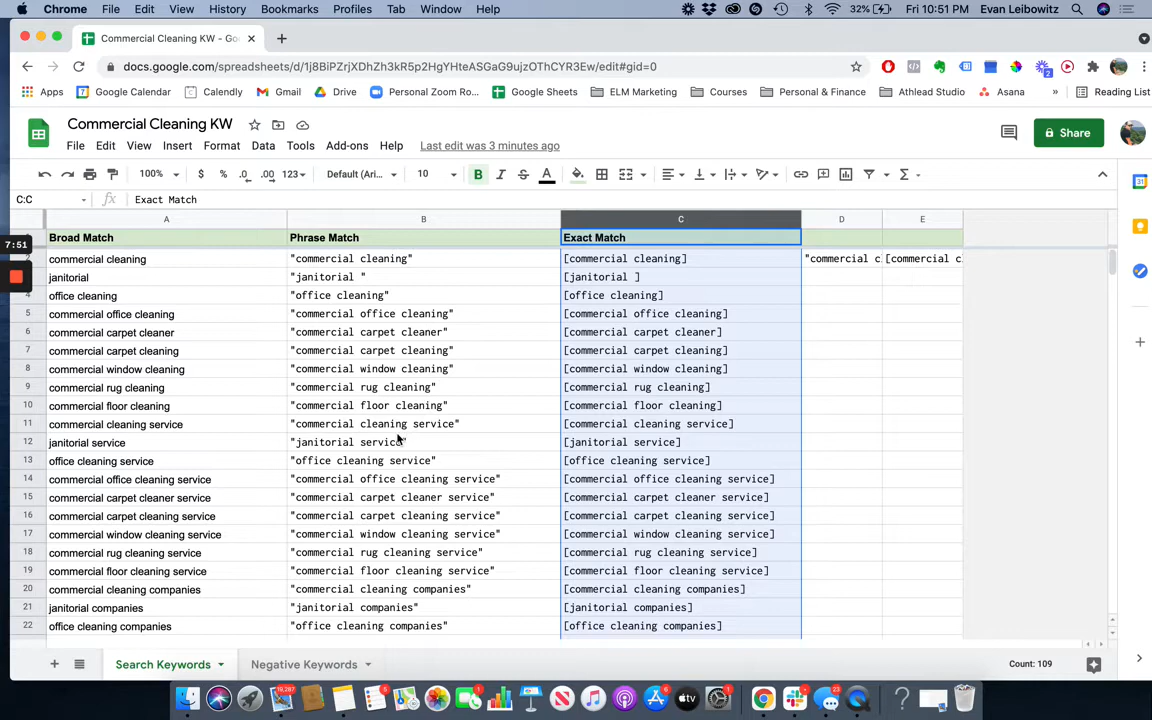 Chrome File Edit View History Bookmarks Profiles Tab Window Help 32% Fri 10:51 PM Evan Leibowitz
Commercial Cleaning KW - Go
docs.google.com/spreadsheets/d/1j8BiPZrjXDhZh3kR5p2HgYHteASGaG9ujzOThCYR3Ew/edit#gid=0
Apps Google Calendar Calendly Gmail Drive Personal Zoom Ro... Google Sheets ELM Marketing Courses Personal & Finance Athlead Studio Asana » Reading List
Commercial Cleaning KW
Share
File Edit View Insert Format Data Tools Add-ons Help Last edit was 3 minutes ago
100% $ % .0 .00 123 Default (Ari... 10 B I S A
C:C fx Exact Match
A B C D E
Broad Match Phrase Match Exact Match
7:51
commercial cleaning "commercial cleaning" [commercial cleaning] "commercial c [commercial c
janitorial "janitorial " [janitorial ]
4 office cleaning "office cleaning" [office cleaning]
5 commercial office cleaning "commercial office cleaning" [commercial office cleaning]
6 commercial carpet cleaner "commercial carpet cleaner" [commercial carpet cleaner]
7 commercial carpet cleaning "commercial carpet cleaning" [commercial carpet cleaning]
8 commercial window cleaning "commercial window cleaning" [commercial window cleaning]
9 commercial rug cleaning "commercial rug cleaning" [commercial rug cleaning]
10 commercial floor cleaning "commercial floor cleaning" [commercial floor cleaning]
11 commercial cleaning service "commercial cleaning service" [commercial cleaning service]
12 janitorial service "janitorial service" [janitorial service]
13 office cleaning service "office cleaning service" [office cleaning service]
14 commercial office cleaning service "commercial office cleaning service" [commercial office cleaning service]
15 commercial carpet cleaner service "commercial carpet cleaner service" [commercial carpet cleaner service]
16 commercial carpet cleaning service "commercial carpet cleaning service" [commercial carpet cleaning service]
17 commercial window cleaning service "commercial window cleaning service" [commercial window cleaning service]
18 commercial rug cleaning service "commercial rug cleaning service" [commercial rug cleaning service]
19 commercial floor cleaning service "commercial floor cleaning service" [commercial floor cleaning service]
20 commercial cleaning companies "commercial cleaning companies" [commercial cleaning companies]
21 janitorial companies "janitorial companies" [janitorial companies]
22 office cleaning companies "office cleaning companies" [office cleaning companies]
Search Keywords Negative Keywords Count: 109